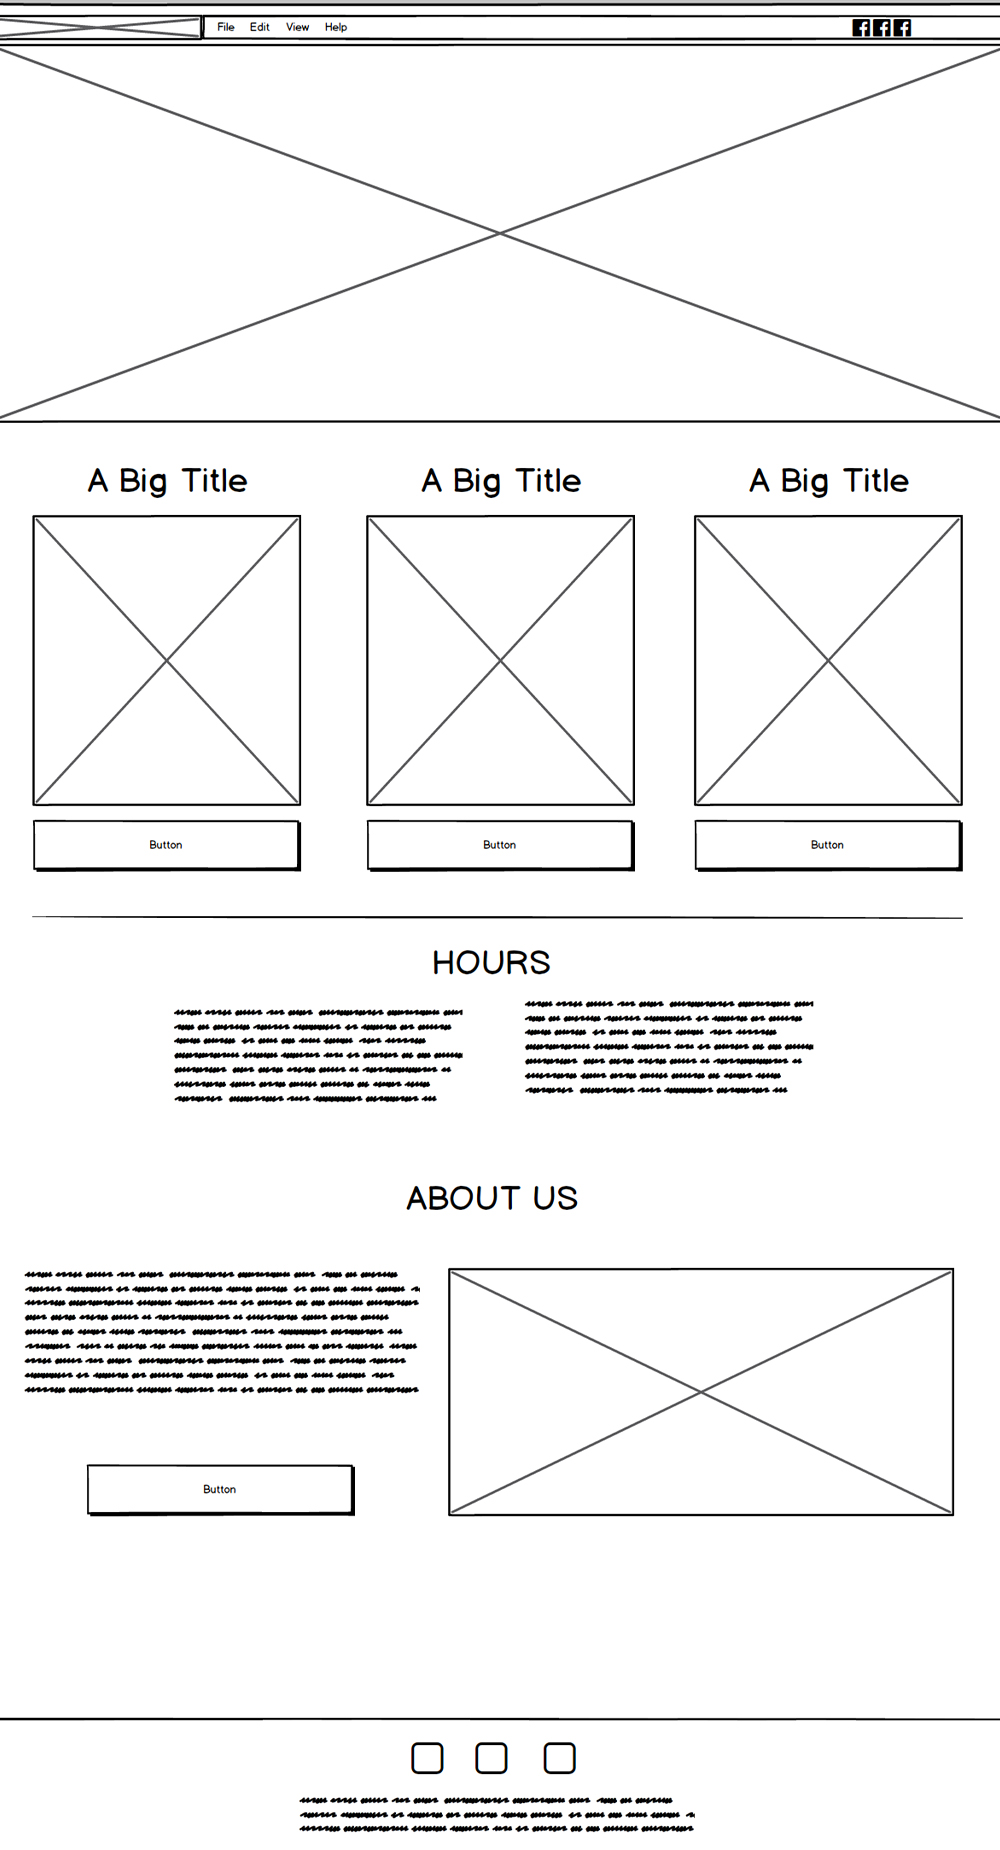 File Edit View Help
A Big Title A Big Title A Big Title
Button Button Button
HOURS
ABOUT US
Button